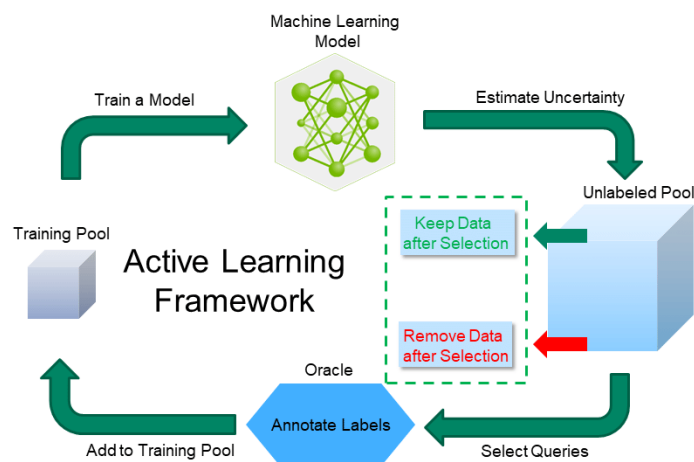 Machine Learning
Model
Train a Model
Estimate Uncertainty
Unlabeled Pool
Keep Data
after Selection
Training Pool
Active Learning
Framework
Remove Data
after Selection
Oracle
Annotate Labels
Add to Training Pool
Select Queries